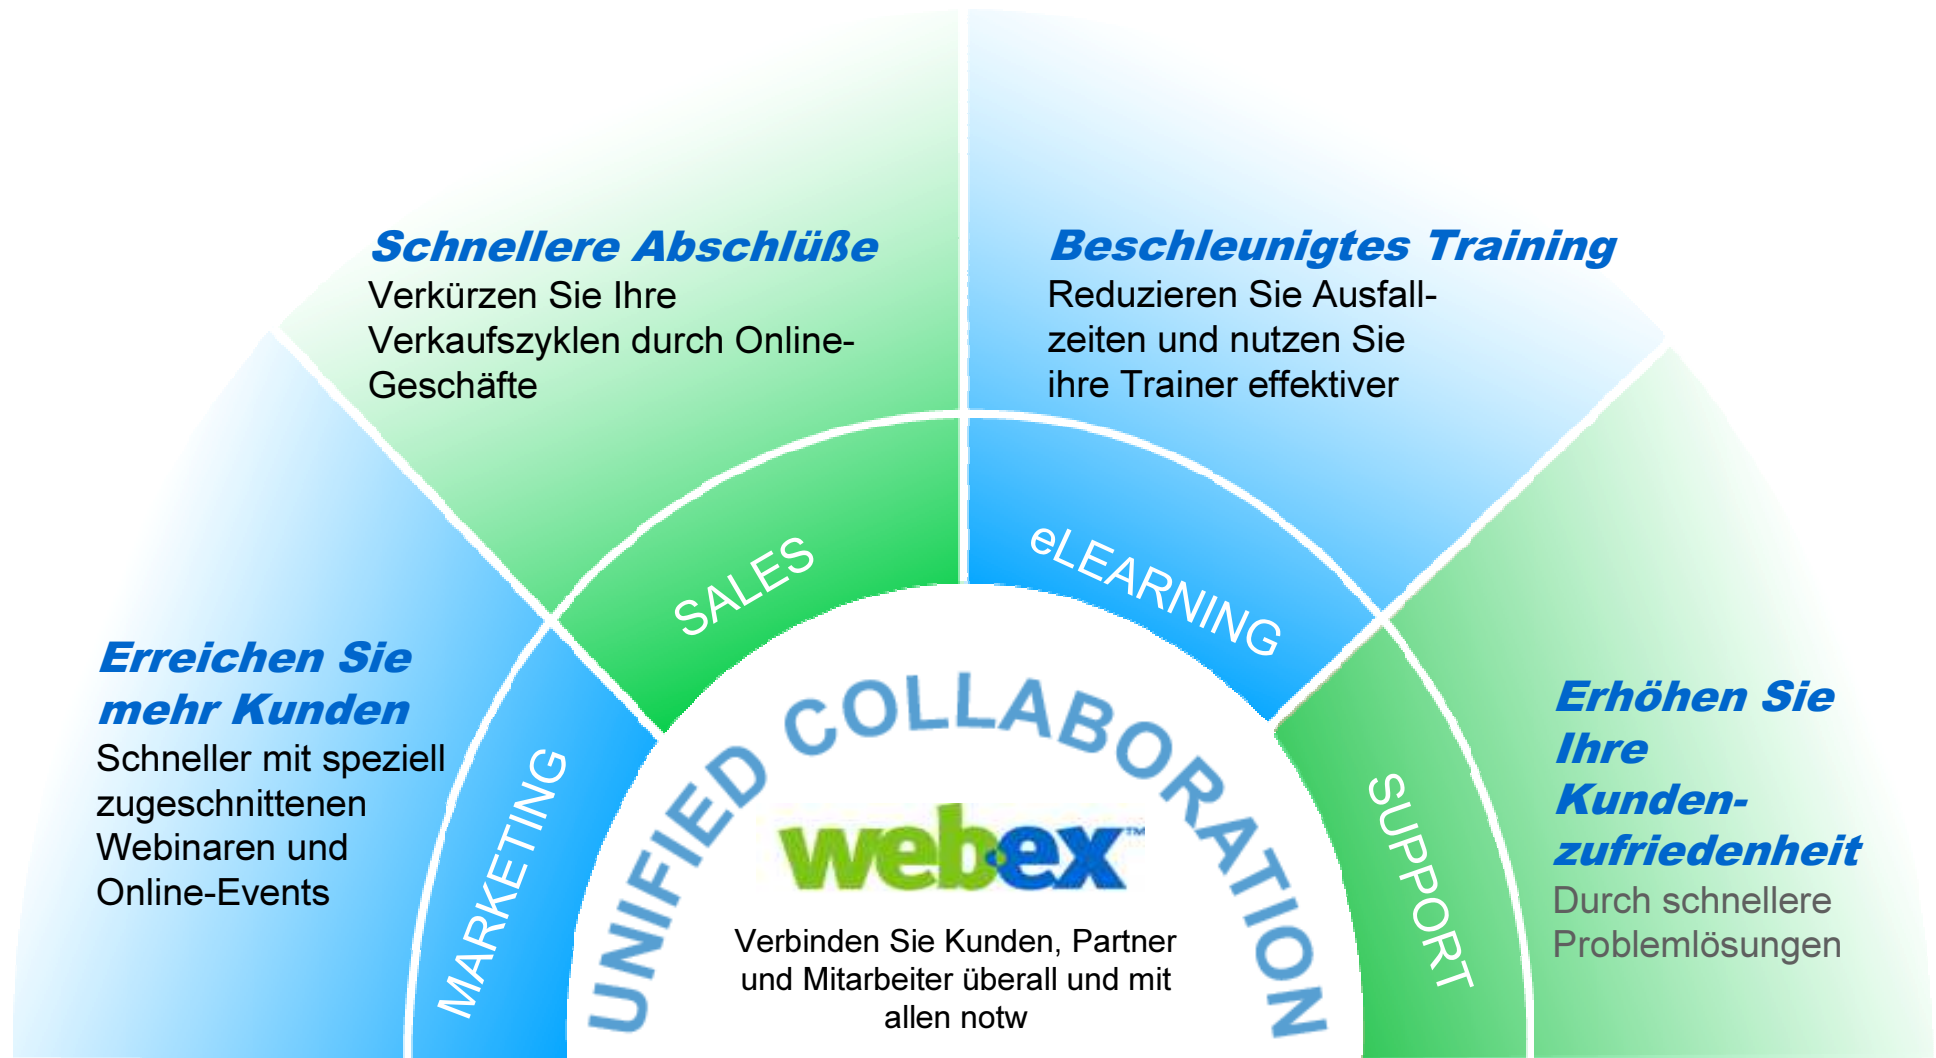 Schnellere Abschlüße
Verkürzen Sie Ihre
Verkaufszyklen durch Online-
Geschäfte
Beschleunigtes Training
Reduzieren Sie Ausfall-
zeiten und nutzen Sie
ihre Trainer effektiver
SALES
eLEARNING
Erreichen Sie
mehr Kunden
Schneller mit speziell
zugeschnittenen
Webinaren und
Online-Events
MARKETING
UNIFIED COLLABORATION
webex™
Verbinden Sie Kunden, Partner
und Mitarbeiter überall und mit
allen notw
SUPPORT
Erhöhen Sie
Ihre
Kunden-
zufriedenheit
Durch schnellere
Problemlösungen